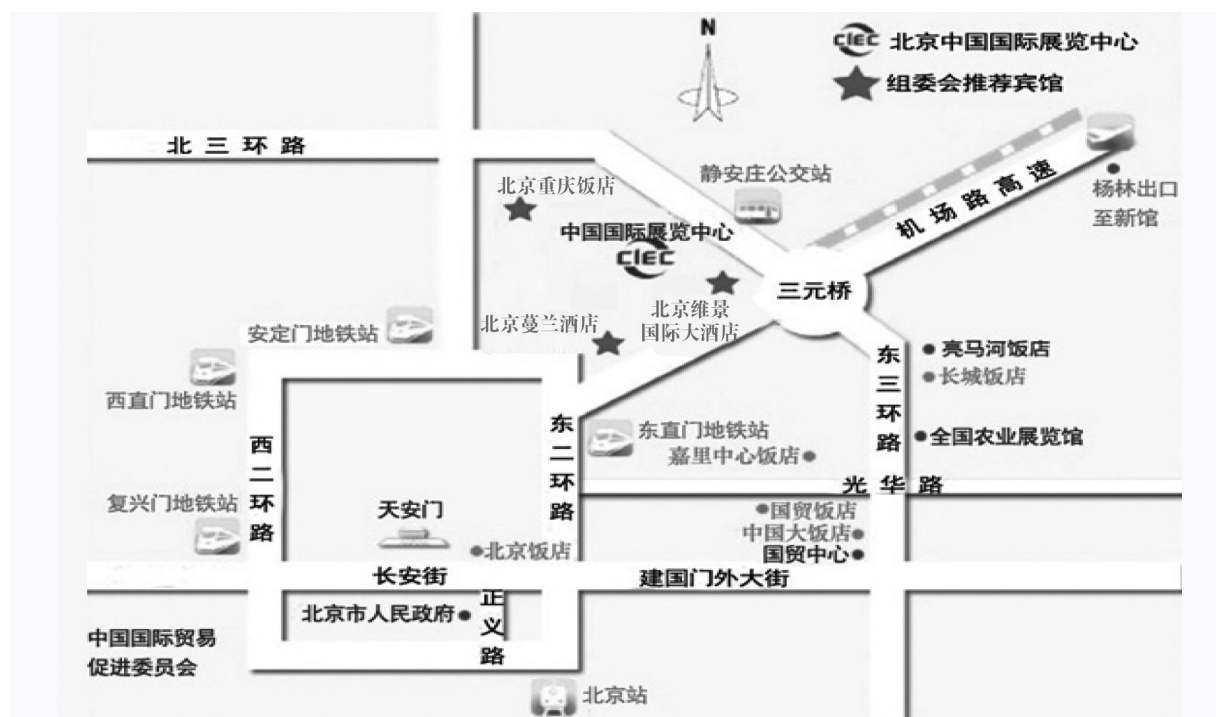 N
CIEC 北京中国国际展览中心
组委会推荐宾馆
北三环路
北京重庆饭店
静安庄公交站
机场路高速
杨林出口
至新馆
中国国际展览中心
CIEC
三元桥
北京维景
国际大酒店
北京蔓兰酒店
安定门地铁站
西直门地铁站
东三环路
亮马河饭店
长城饭店
全国农业展览馆
西二环路
东二环路
东直门地铁站
嘉里中心饭店
光华路
复兴门地铁站
天安门
北京饭店
国贸饭店
中国大饭店
国贸中心
长安街
建国门外大街
北京市人民政府
正义路
中国国际贸易
促进委员会
北京站